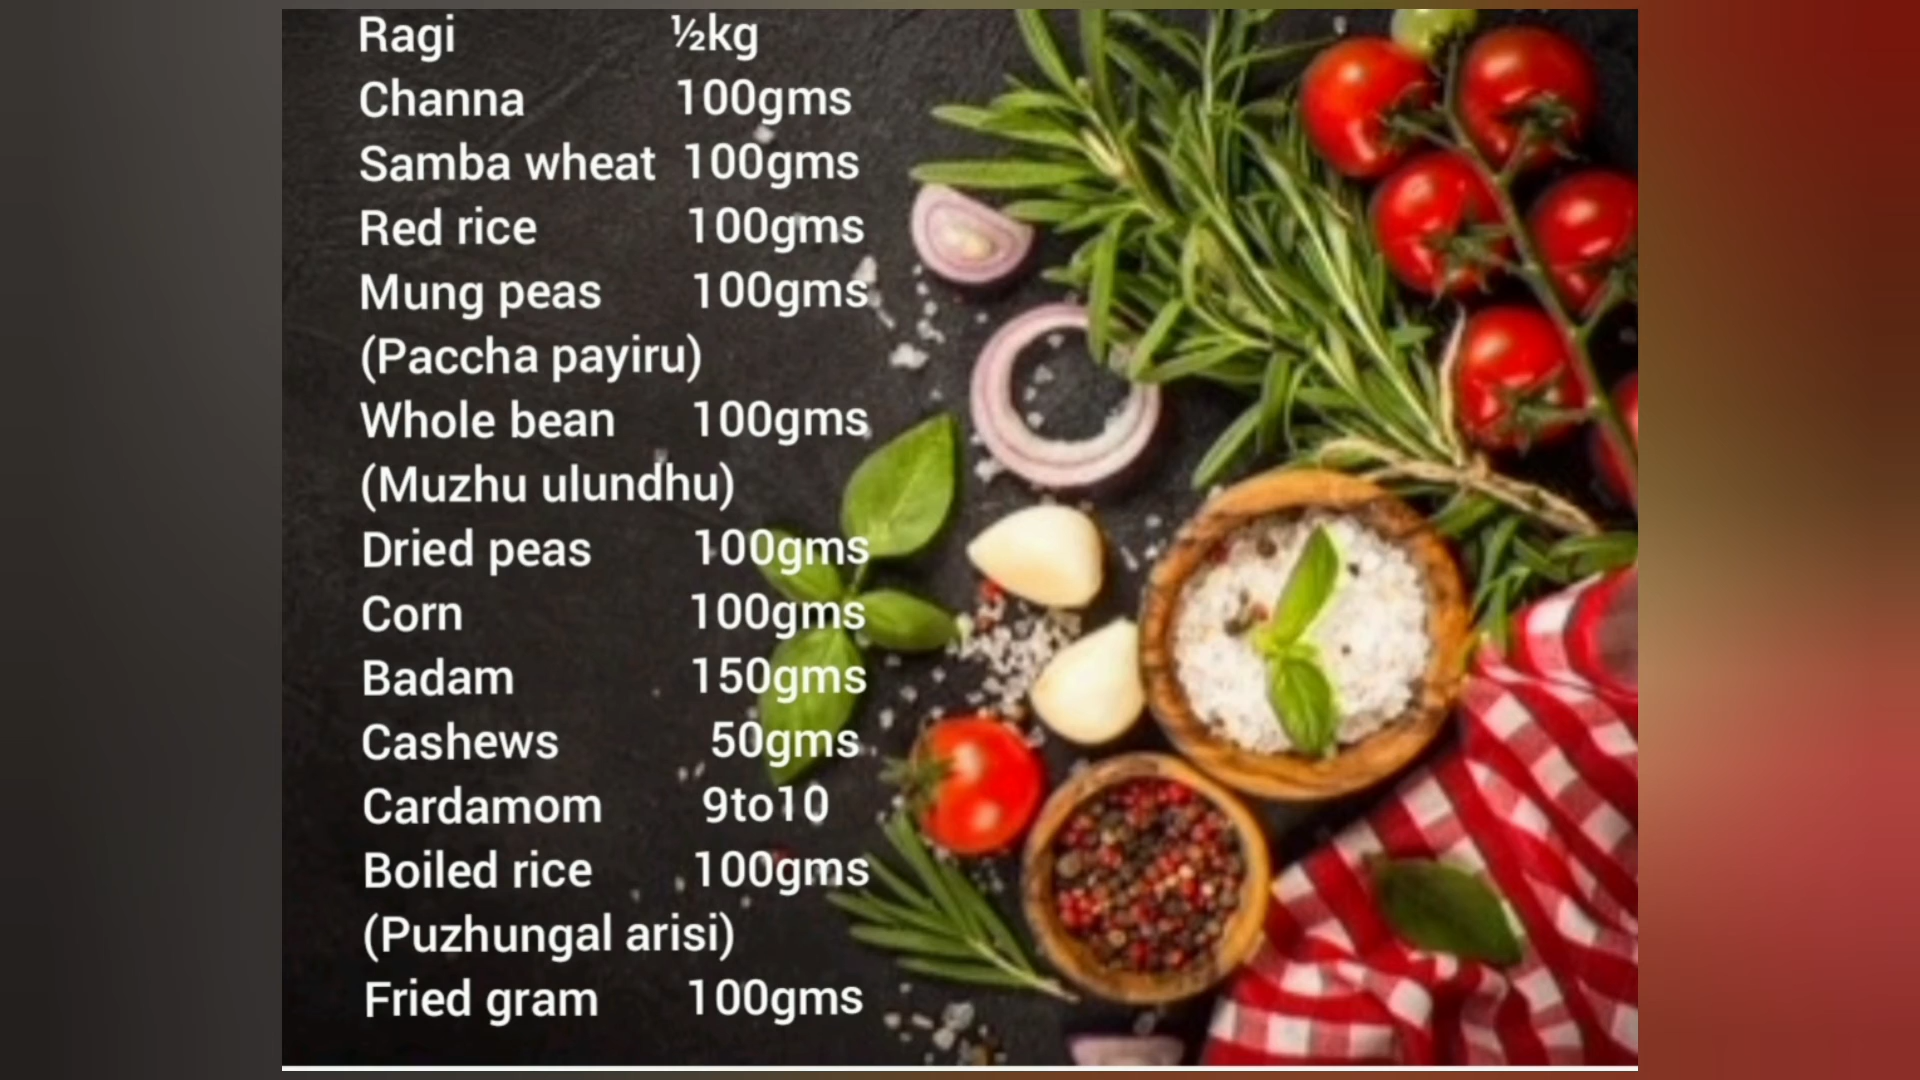 Ragi ½kg
Channa 100gms
Samba wheat 100gms
Red rice 100gms
Mung peas 100gms
(Paccha payiru)
Whole bean 100gms
(Muzhu ulundhu)
Dried peas 100gms
Corn 100gms
Badam 150gms
Cashews 50gms
Cardamom 9to10
Boiled rice 100gms
(Puzhungal arisi)
Fried gram 100gms